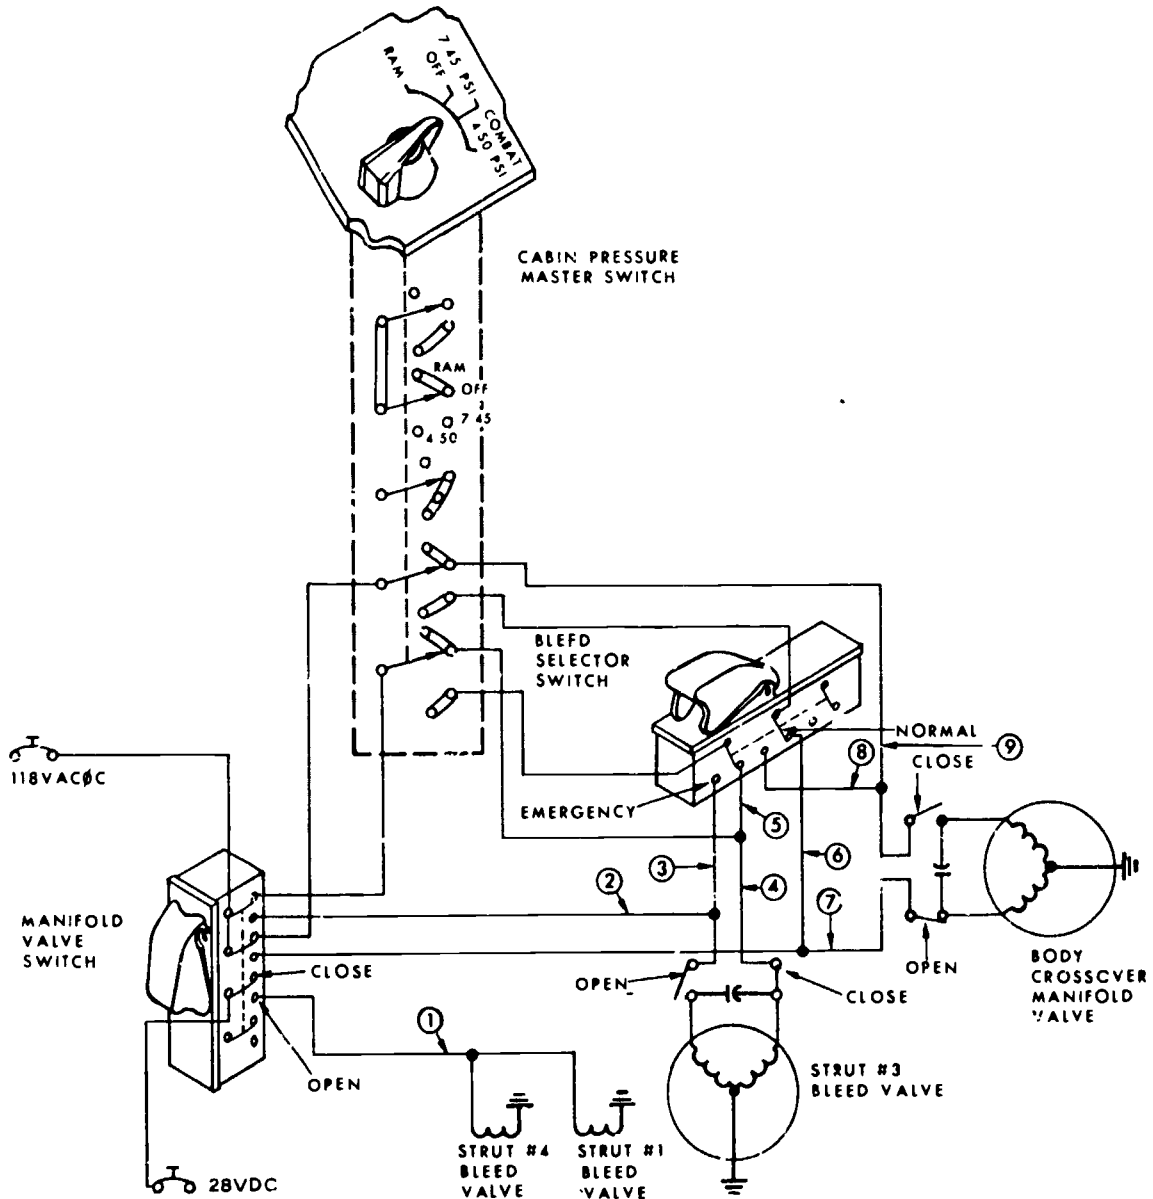 RAM
OFF
7 45 PSI
COMBAT
4 50 PSI
CABIN PRESSURE
MASTER SWITCH
RAM
OFF
7 45
4 50
BLEFD
SELECTOR
SWITCH
NORMAL
CLOSE
9
8
EMERGENCY
5
6
3
4
2
7
118VACØC
MANIFOLD
VALVE
SWITCH
CLOSE
OPEN
1
OPEN
CLOSE
OPEN
BODY
CROSSCVER
MANIFOLD
VALVE
STRUT #3
BLEED VALVE
STRUT #4
BLEED
VALVE
STRUT #1
BLEED
VALVE
28VDC